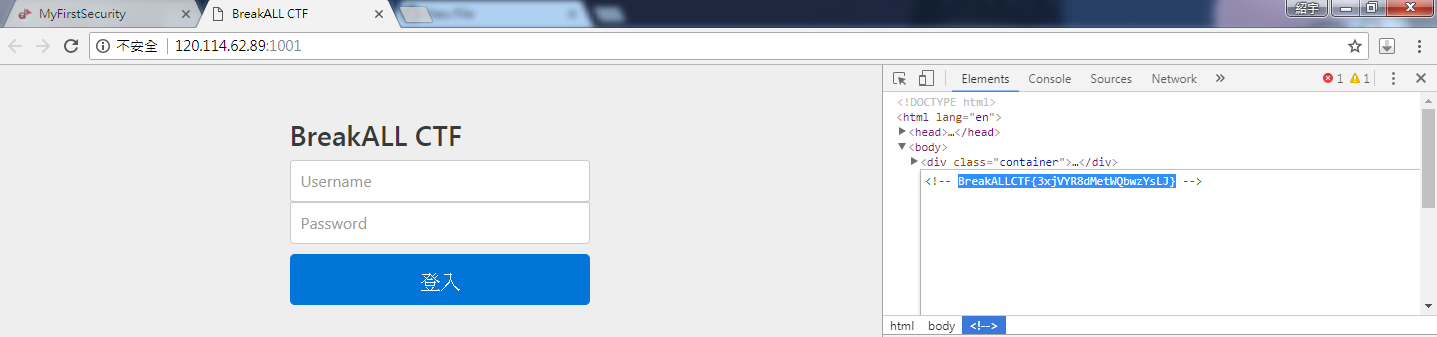 MyFirstSecurity
BreakALL CTF
紹宇
不安全
120.114.62.89:1001
BreakALL CTF
Username
Password
登入
Elements Console Sources Network » 1 1
<!DOCTYPE html>
<html lang="en">
<head>…</head>
<body>
<div class="container">…</div>
<!-- BreakALLCTF{3xjVYR8dMetWQbwzYsLJ} -->
html body <!-->